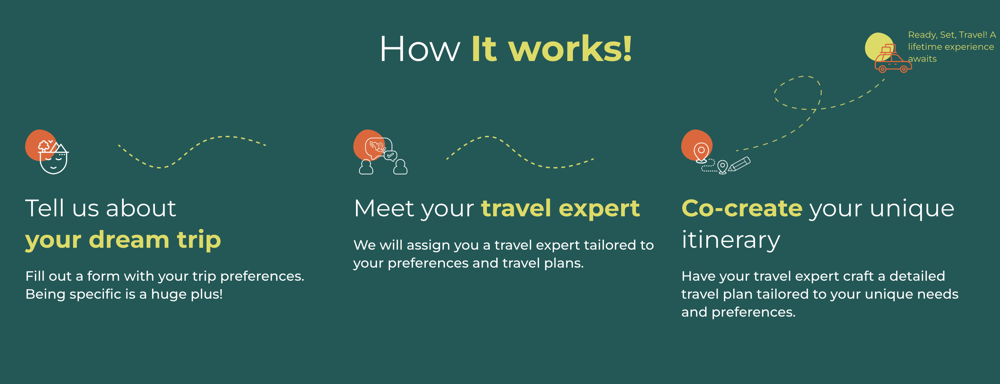 How It works!
Ready, Set, Travel! A
lifetime experience
awaits
Tell us about
your dream trip
Fill out a form with your trip preferences.
Being specific is a huge plus!
Meet your travel expert
We will assign you a travel expert tailored to
your preferences and travel plans.
Co-create your unique
itinerary
Have your travel expert craft a detailed
travel plan tailored to your unique needs
and preferences.